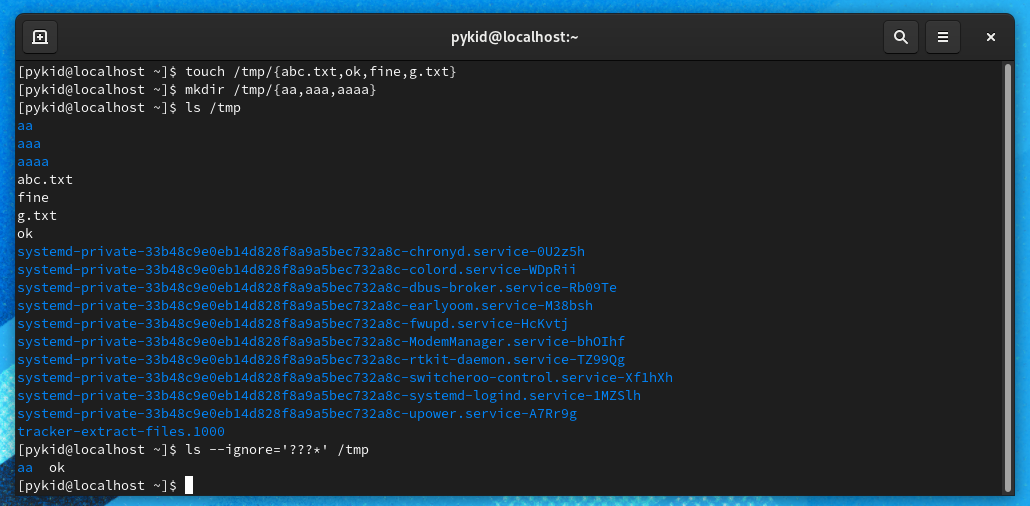 pykid@localhost:~
[pykid@localhost ~]$ touch /tmp/{abc.txt,ok,fine,g.txt}
[pykid@localhost ~]$ mkdir /tmp/{aa,aaa,aaaa}
[pykid@localhost ~]$ ls /tmp
aa
aaa
aaaa
abc.txt
fine
g.txt
ok
systemd-private-33b48c9e0eb14d828f8a9a5bec732a8c-chronyd.service-0U2z5h
systemd-private-33b48c9e0eb14d828f8a9a5bec732a8c-colord.service-WDpRii
systemd-private-33b48c9e0eb14d828f8a9a5bec732a8c-dbus-broker.service-Rb09Te
systemd-private-33b48c9e0eb14d828f8a9a5bec732a8c-earlyoom.service-M38bsh
systemd-private-33b48c9e0eb14d828f8a9a5bec732a8c-fwupd.service-HcKvtj
systemd-private-33b48c9e0eb14d828f8a9a5bec732a8c-ModemManager.service-bhOIhf
systemd-private-33b48c9e0eb14d828f8a9a5bec732a8c-rtkit-daemon.service-TZ99Qg
systemd-private-33b48c9e0eb14d828f8a9a5bec732a8c-switcheroo-control.service-Xf1hXh
systemd-private-33b48c9e0eb14d828f8a9a5bec732a8c-systemd-logind.service-1MZSlh
systemd-private-33b48c9e0eb14d828f8a9a5bec732a8c-upower.service-A7Rr9g
tracker-extract-files.1000
[pykid@localhost ~]$ ls --ignore='???*' /tmp
aa  ok
[pykid@localhost ~]$